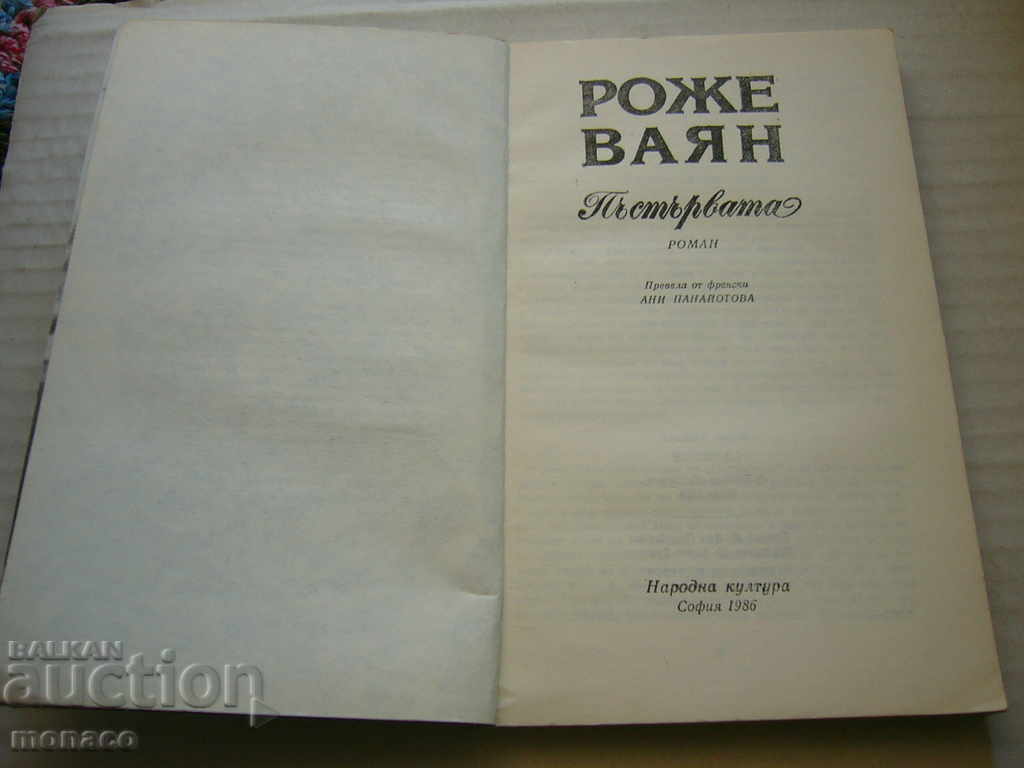 РОЖЕ
ВАЯН
Пъстървата
РОМАН
Превела от френски
АНИ ПАНАЙОТОВА
Народна култура
София 1986
BALKAN
auction
monaco